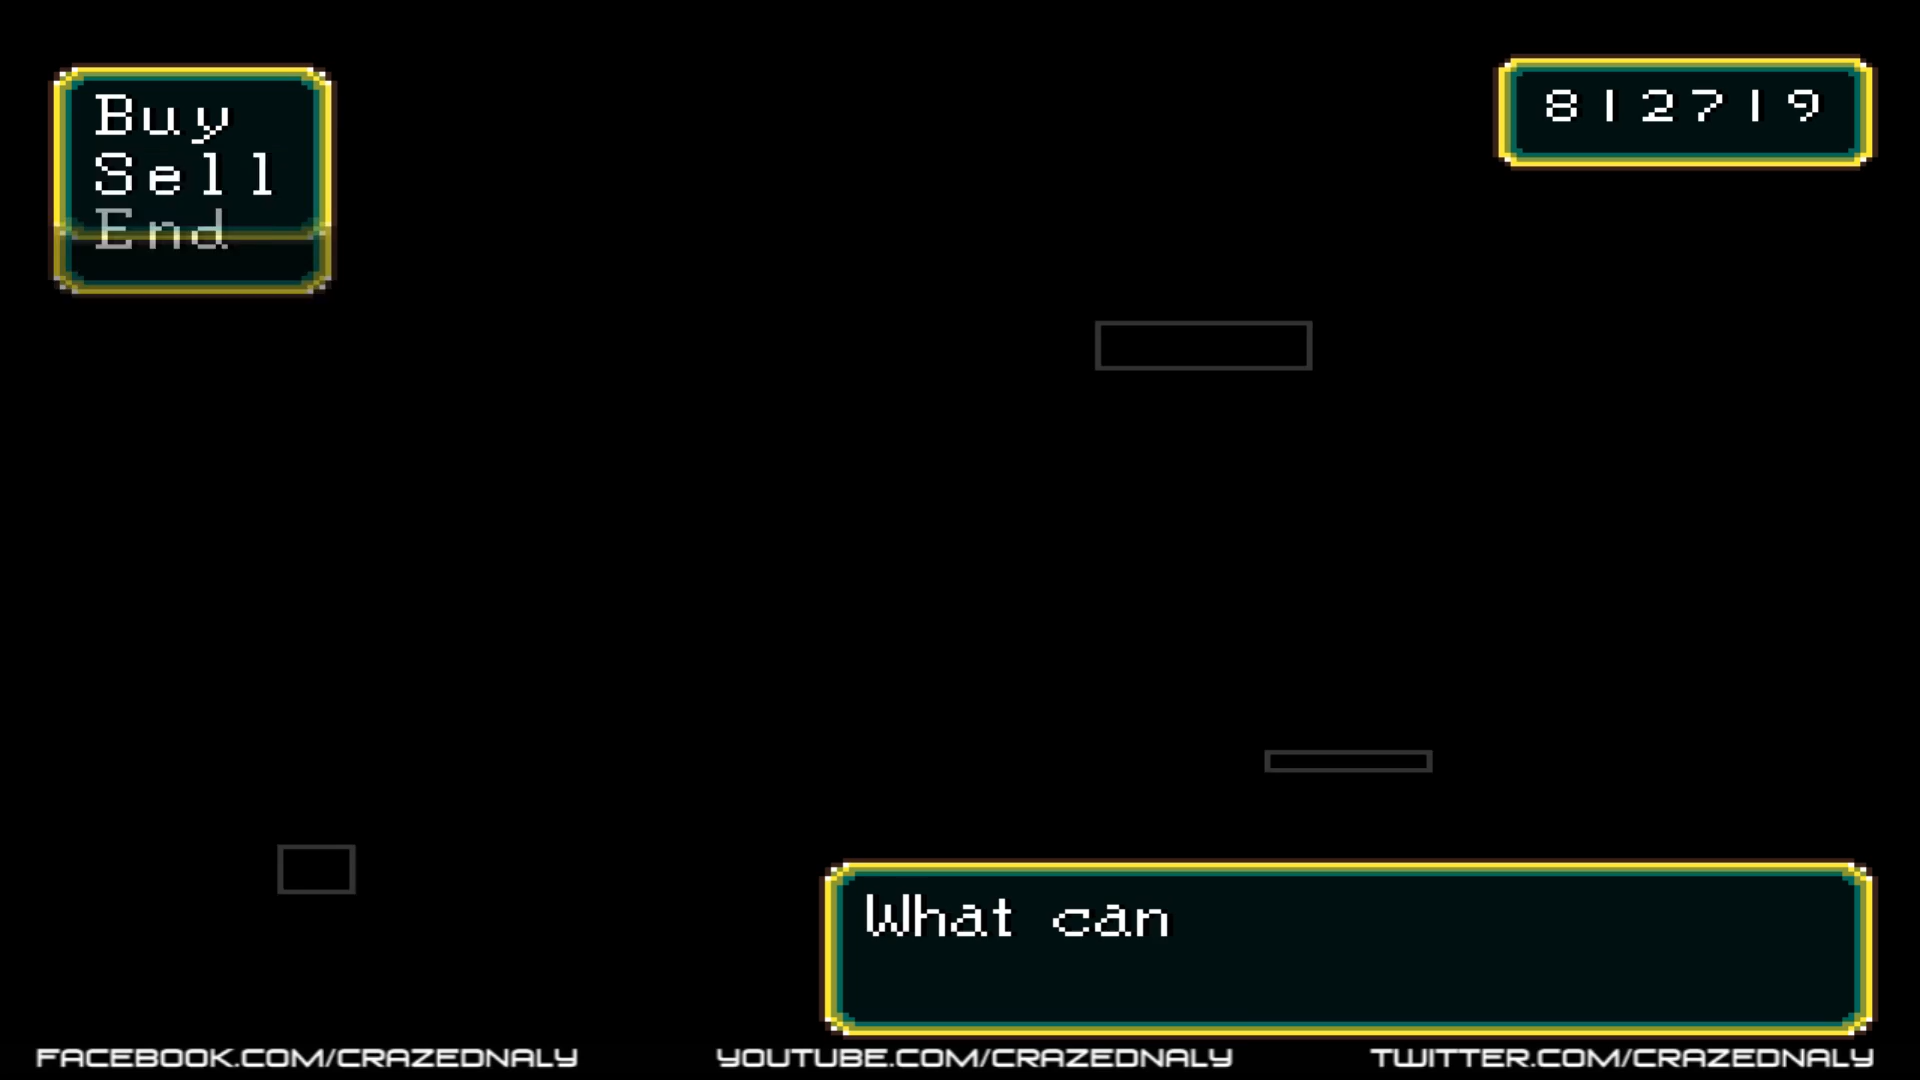 Buy
Sell
End
812719
What can
FACEBOOK.COM/CRAZEDNALY
YOUTUBE.COM/CRAZEDNALY
TWITTER.COM/CRAZEDNALY